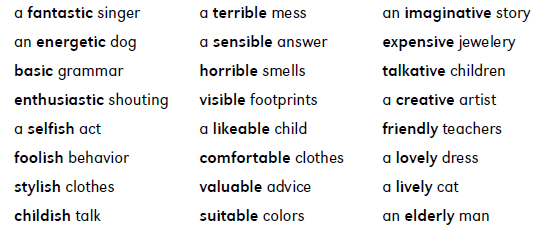 a fantastic singer
an energetic dog
basic grammar
enthusiastic shouting
a selfish act
foolish behavior
stylish clothes
childish talk
a terrible mess
a sensible answer
horrible smells
visible footprints
a likeable child
comfortable clothes
valuable advice
suitable colors
an imaginative story
expensive jewelery
talkative children
a creative artist
friendly teachers
a lovely dress
a lively cat
an elderly man